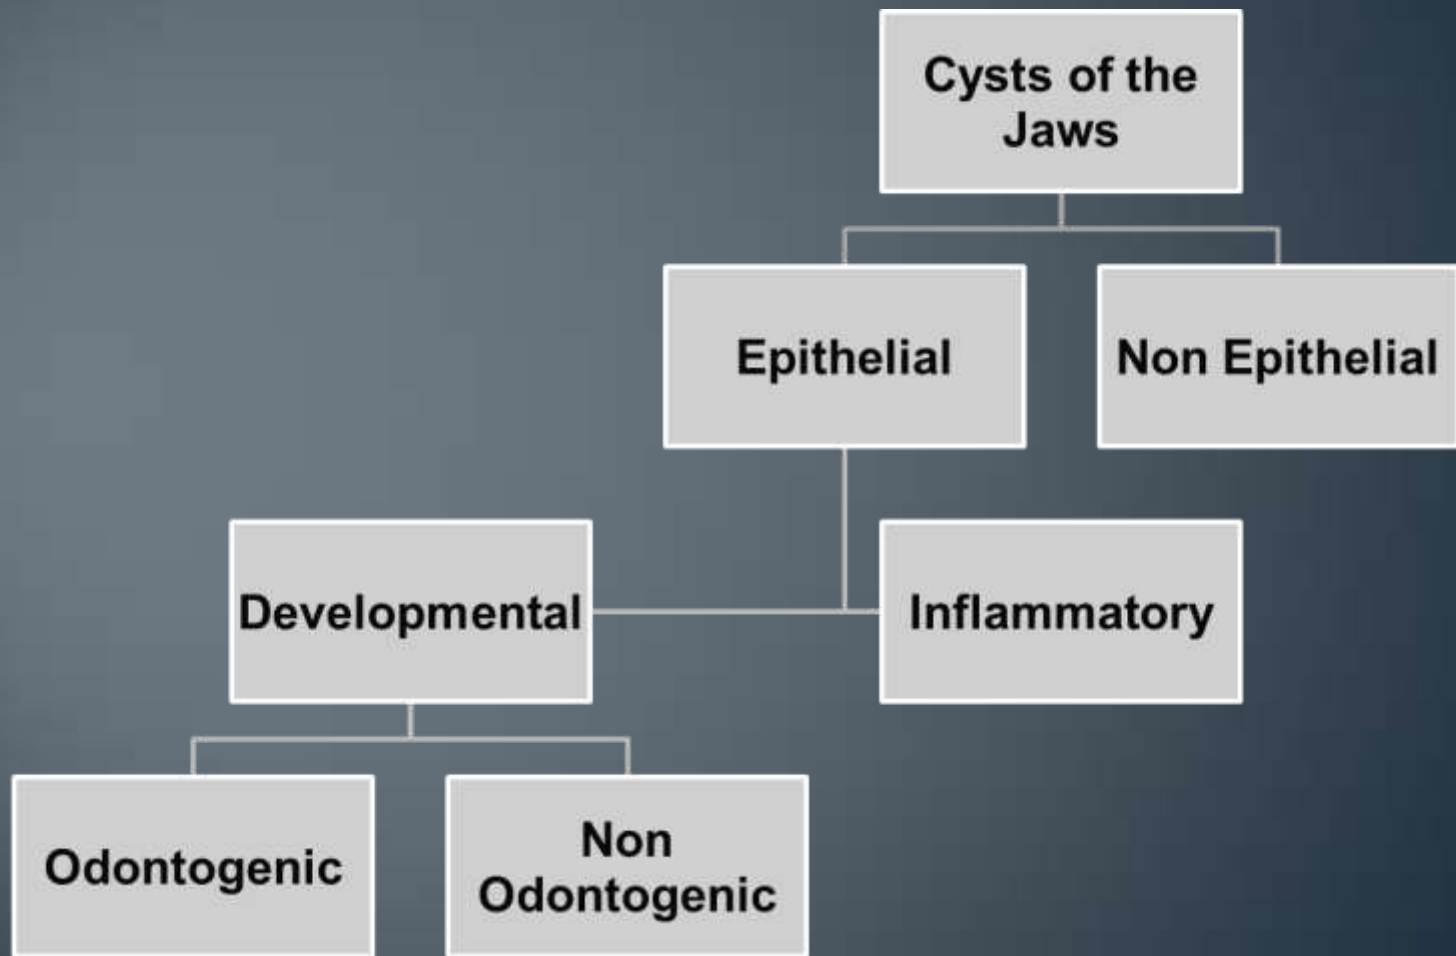 Cysts of the
Jaws
Epithelial
Non Epithelial
Developmental
Inflammatory
Odontogenic
Non
Odontogenic